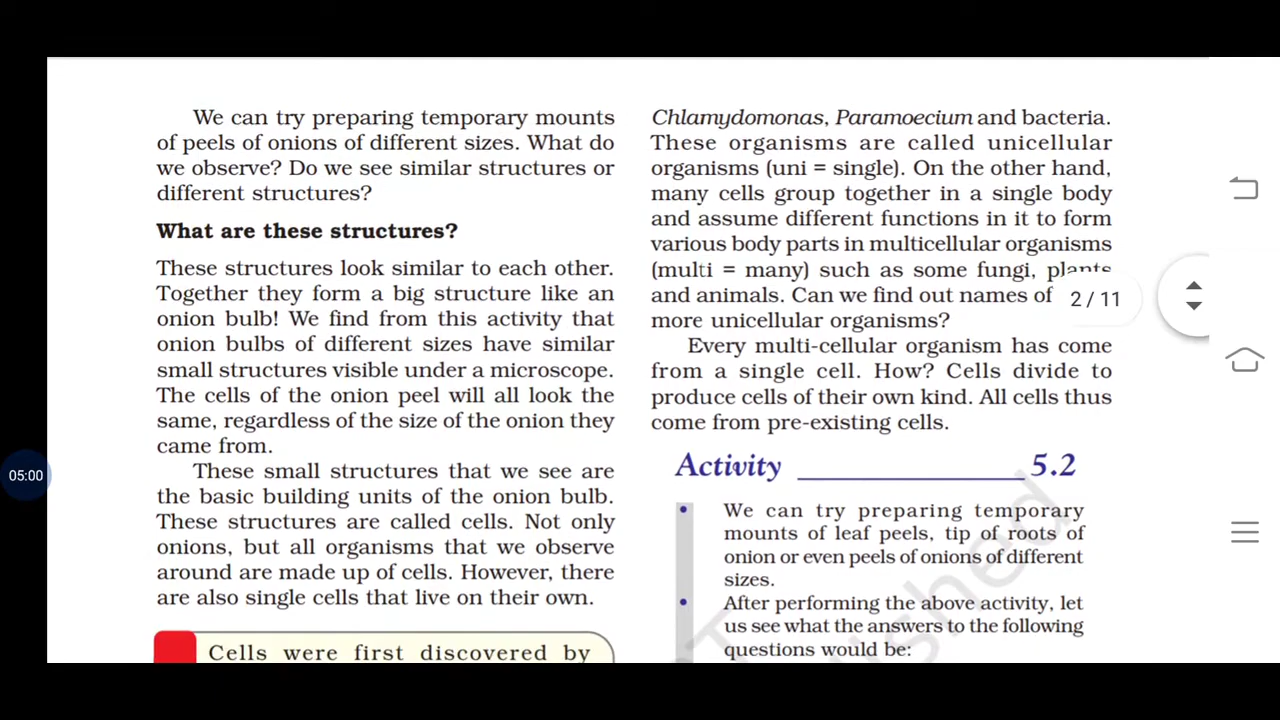 We can try preparing temporary mounts
of peels of onions of different sizes. What do
we observe? Do we see similar structures or
different structures?
What are these structures?
These structures look similar to each other.
Together they form a big structure like an
onion bulb! We find from this activity that
onion bulbs of different sizes have similar
small structures visible under a microscope.
The cells of the onion peel will all look the
same, regardless of the size of the onion they
came from.
These small structures that we see are
the basic building units of the onion bulb.
These structures are called cells. Not only
onions, but all organisms that we observe
around are made up of cells. However, there
are also single cells that live on their own.
Cells were first discovered by
Chlamydomonas, Paramoecium and bacteria.
These organisms are called unicellular
organisms (uni = single). On the other hand,
many cells group together in a single body
and assume different functions in it to form
various body parts in multicellular organisms
(multi = many) such as some fungi, plants
and animals. Can we find out names of
more unicellular organisms?
Every multi-cellular organism has come
from a single cell. How? Cells divide to
produce cells of their own kind. All cells thus
come from pre-existing cells.
Activity 5.2
• We can try preparing temporary
mounts of leaf peels, tip of roots of
onion or even peels of onions of different
sizes.
• After performing the above activity, let
us see what the answers to the following
questions would be:
2 / 11
05:00